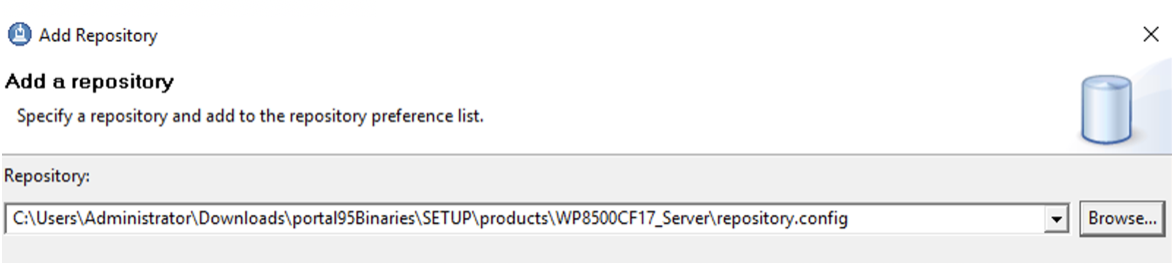 Add Repository
Add a repository
Specify a repository and add to the repository preference list.
Repository:
C:\Users\Administrator\Downloads\portal95Binaries\SETUP\products\WP8500CF17_Server\repository.config Browse...